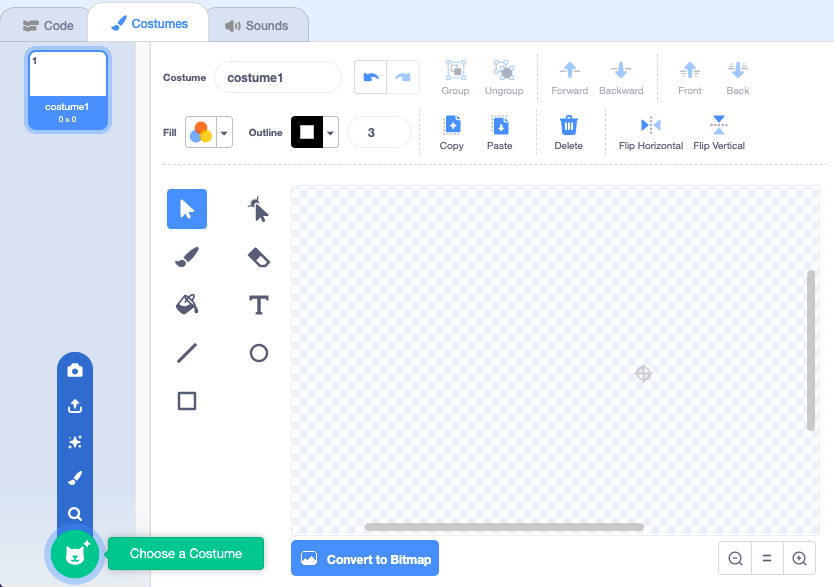 Code
Costumes
Sounds
1
costume1
0 x 0
Costume
costume1
Group
Ungroup
Forward
Backward
Front
Back
Fill
Outline
3
Copy
Paste
Delete
Flip Horizontal
Flip Vertical
T
Choose a Costume
Convert to Bitmap